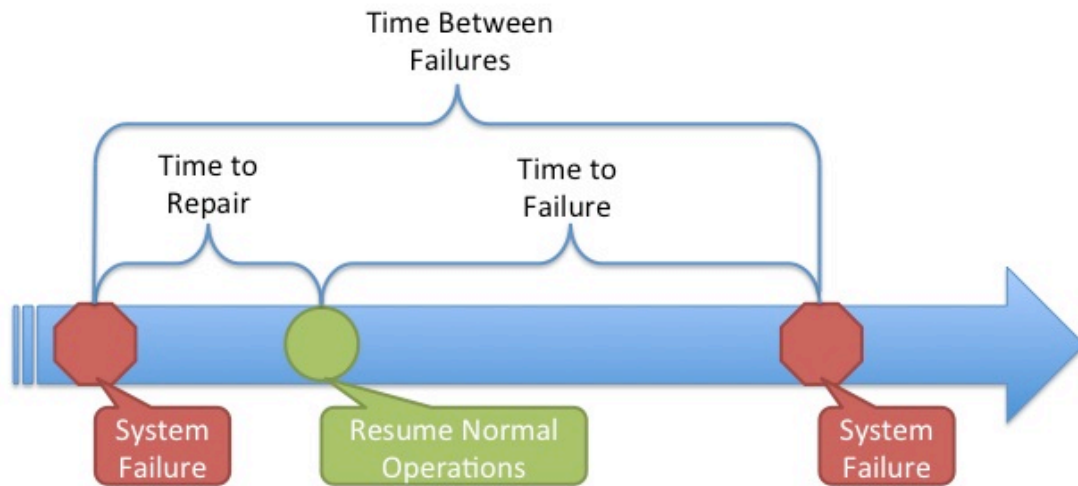 Time Between
Failures
Time to
Repair
Time to
Failure
System
Failure
Resume Normal
Operations
System
Failure